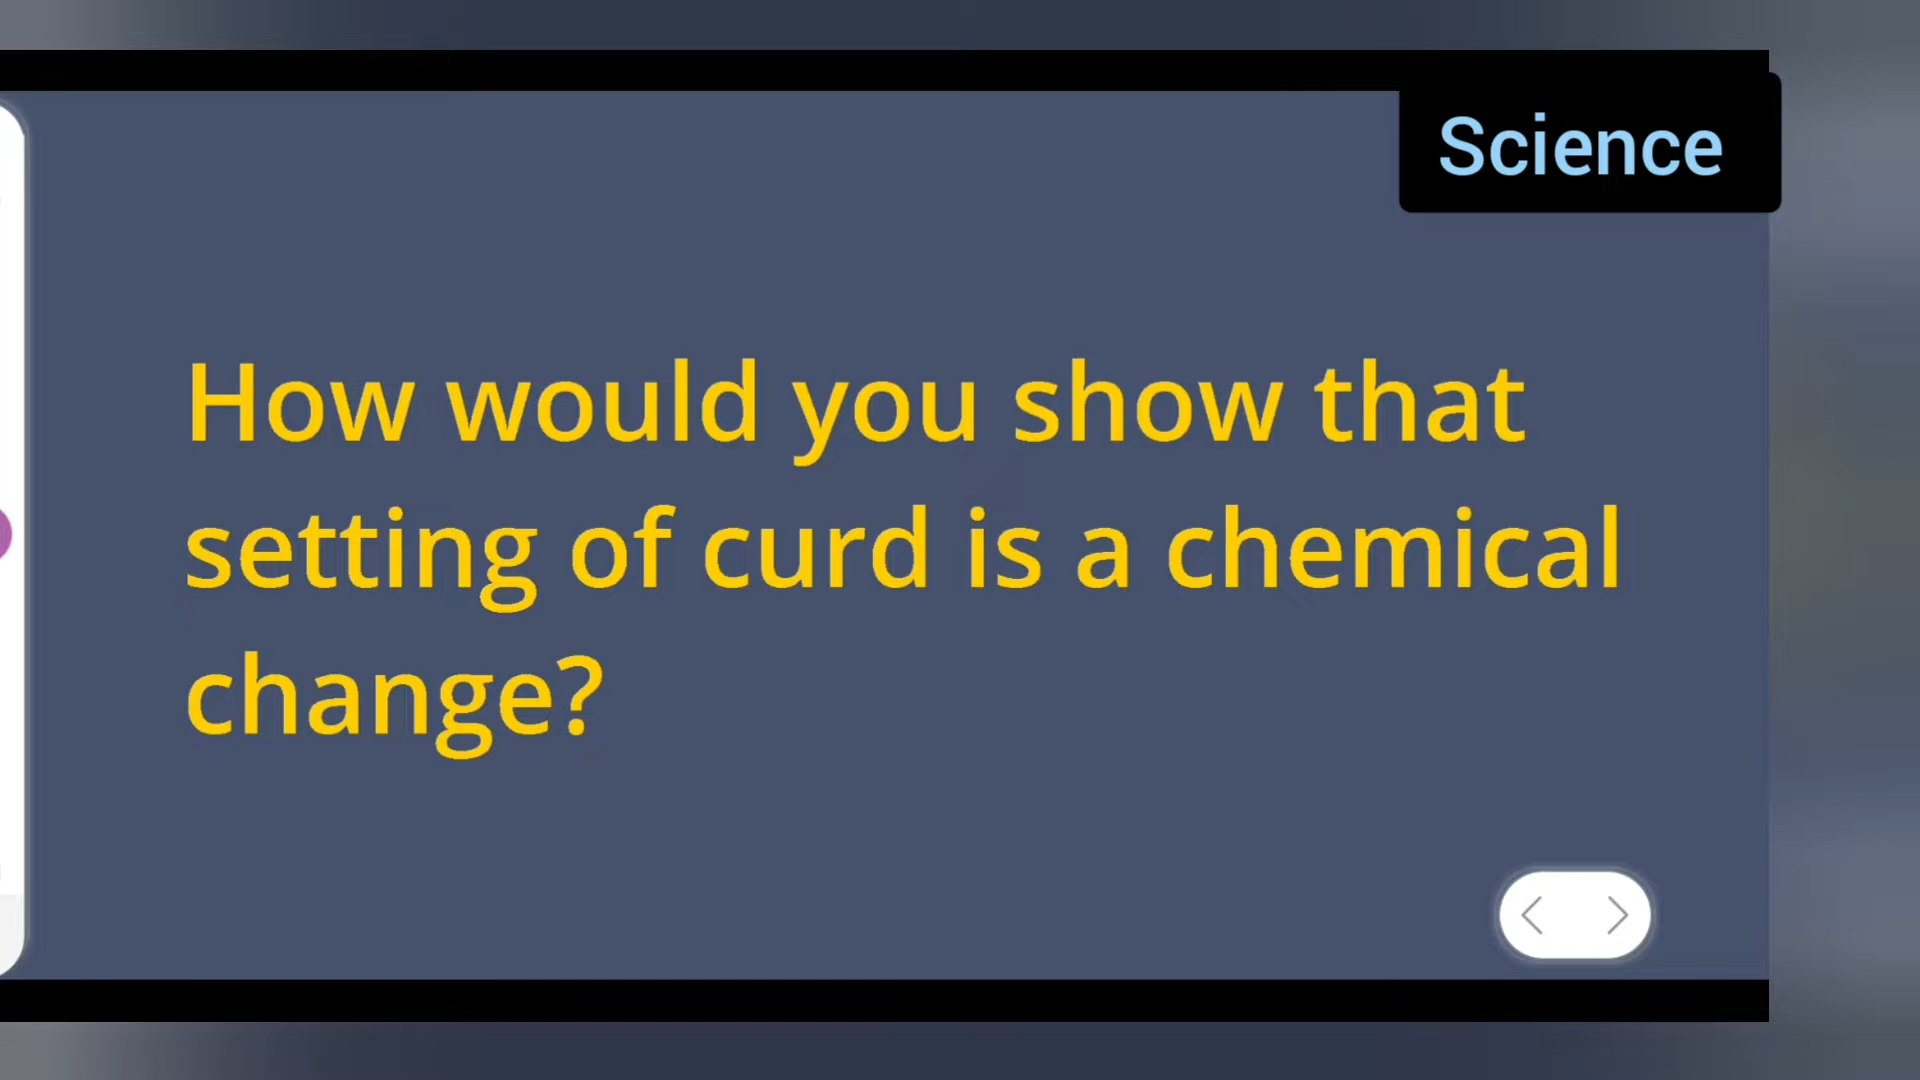 Science
How would you show that
setting of curd is a chemical
change?